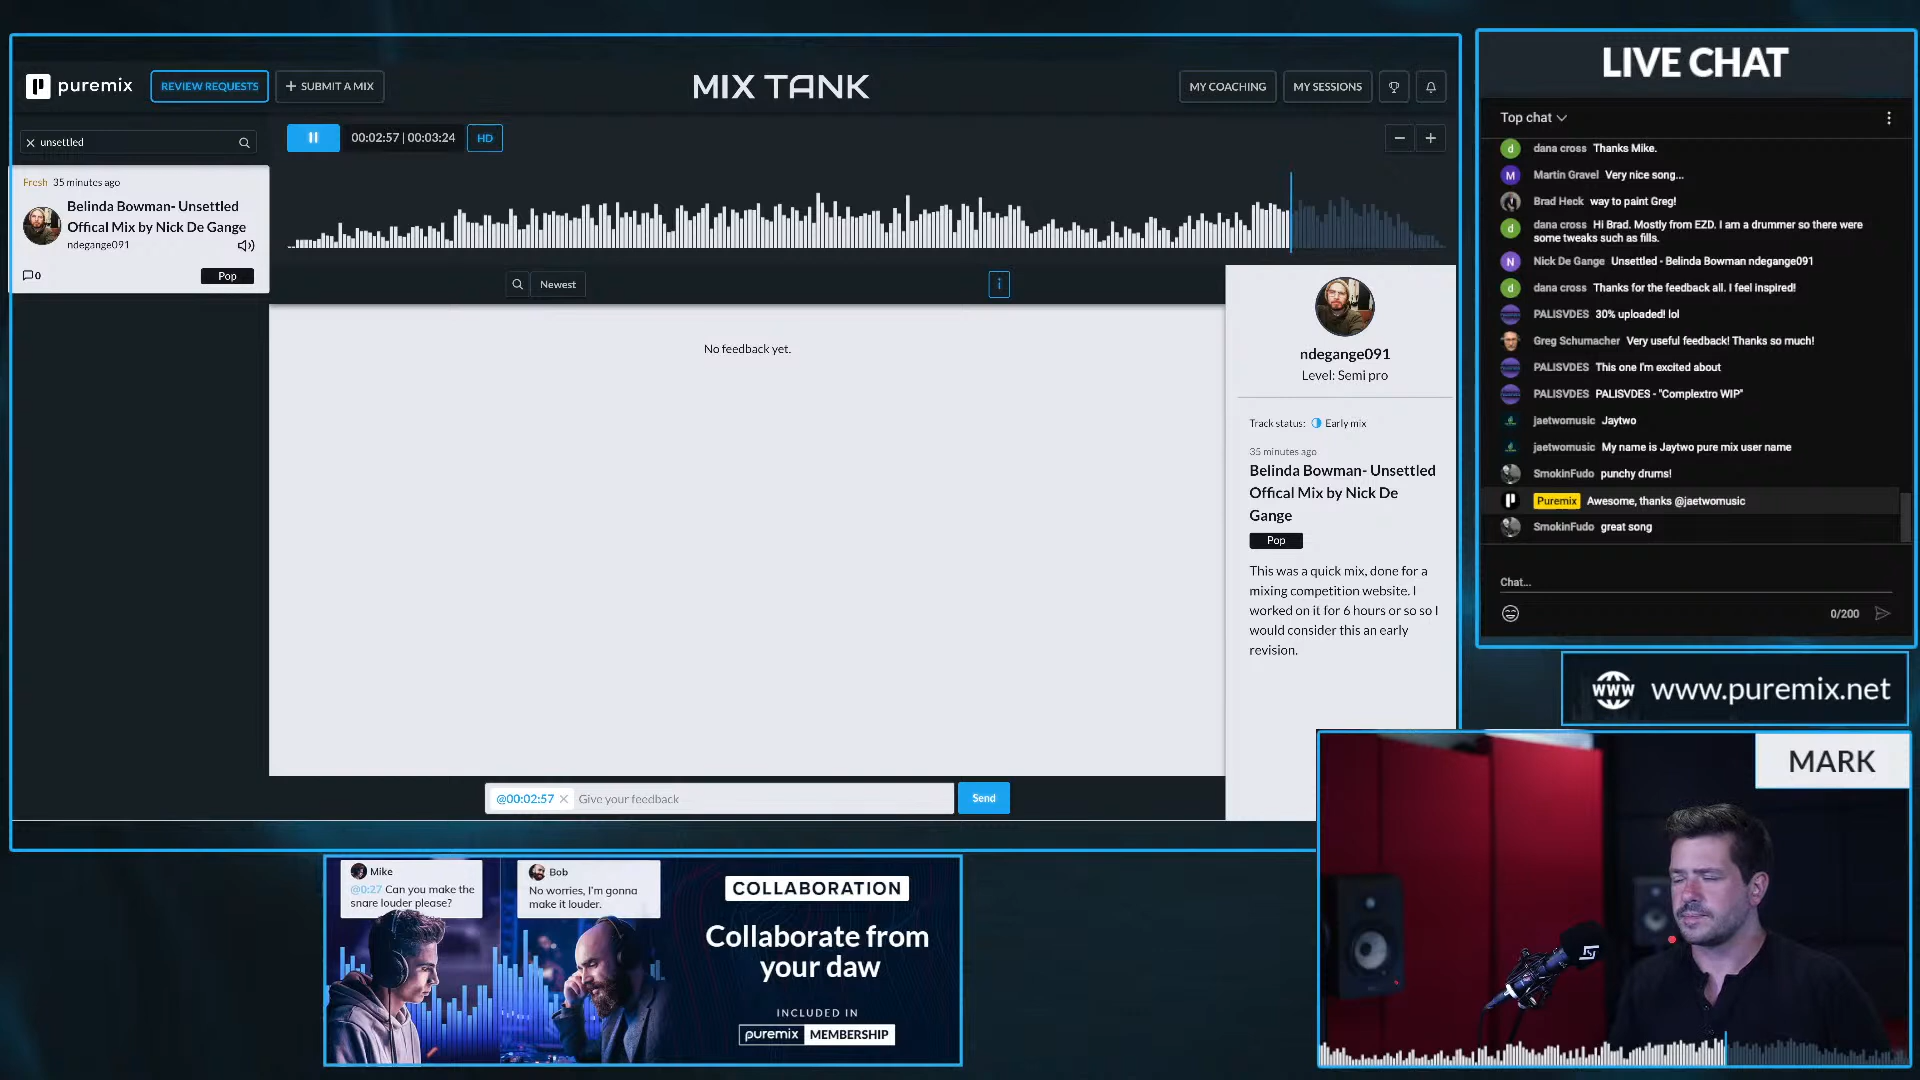 puremix
REVIEW REQUESTS
+ SUBMIT A MIX
MIX TANK
MY COACHING
MY SESSIONS
unsettled
00:02:57 | 00:03:24
HD
Fresh 35 minutes ago
Belinda Bowman- Unsettled
Offical Mix by Nick De Gange
ndegange091
0
Pop
Newest
i
No feedback yet.
@00:02:57
Give your feedback
Send
ndegange091
Level: Semi pro
Track status: Early mix
35 minutes ago
Belinda Bowman- Unsettled
Offical Mix by Nick De
Gange
Pop
This was a quick mix, done for a
mixing competition website. I
worked on it for 6 hours or so so I
would consider this an early
revision.
LIVE CHAT
Top chat
dana cross Thanks Mike.
Martin Gravel Very nice song...
Brad Heck way to paint Greg!
dana cross Hi Brad. Mostly from EZD. I am a drummer so there were
some tweaks such as fills.
Nick De Gange Unsettled - Belinda Bowman ndegange091
dana cross Thanks for the feedback all. I feel inspired!
PALISVDES 30% uploaded! lol
Greg Schumacher Very useful feedback! Thanks so much!
PALISVDES This one I'm excited about
PALISVDES PALISVDES - "Complextro WIP"
jaetwomusic Jaytwo
jaetwomusic My name is Jaytwo pure mix user name
SmokinFudo punchy drums!
Puremix Awesome, thanks @jaetwomusic
SmokinFudo great song
Chat...
0/200
WWW www.puremix.net
MARK
Mike
@0:27 Can you make the
snare louder please?
Bob
No worries, I'm gonna
make it louder.
COLLABORATION
Collaborate from
your daw
INCLUDED IN
puremix MEMBERSHIP